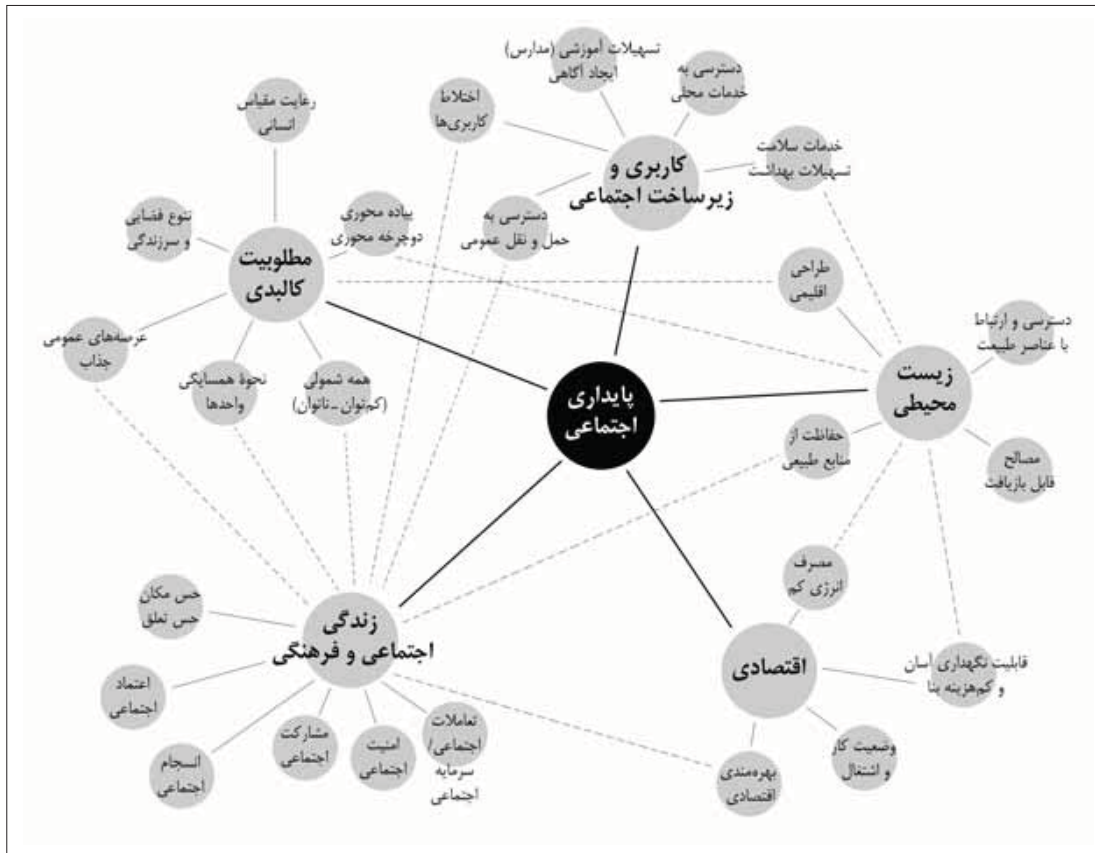 تسهیلات آموزشی (مدارس)
ایجاد آگاهی
دسترسی به
خدمات محلی
اختلاط
کاربری‌ها
رعایت مقیاس
انسانی
خدمات سلامت
تسهیلات بهداشت
کاربری و
زیرساخت اجتماعی
دسترسی به
حمل و نقل عمومی
پیاده محوری
دوچرخه محوری
تنوع فضایی
و سرزندگی
مطلوبیت
کالبدی
طراحی
اقلیمی
دسترسی و ارتباط
با عناصر طبیعت
عرصه‌های عمومی
جذاب
نحوهٔ همسایگی
واحدها
همه شمولی
(کم‌توان-ناتوان)
پایداری
اجتماعی
زیست
محیطی
حفاظت از
منابع طبیعی
مصالح
قابل بازیافت
مصرف
انرژی کم
حس مکان
حس تعلق
زندگی
اجتماعی و فرهنگی
اقتصادی
قابلیت نگهداری آسان
و کم‌هزینه بنا
اعتماد
اجتماعی
انسجام
اجتماعی
مشارکت
اجتماعی
امنیت
اجتماعی
تعاملات
اجتماعی/
سرمایه
اجتماعی
بهره‌مندی
اقتصادی
وضعیت کار
و اشتغال